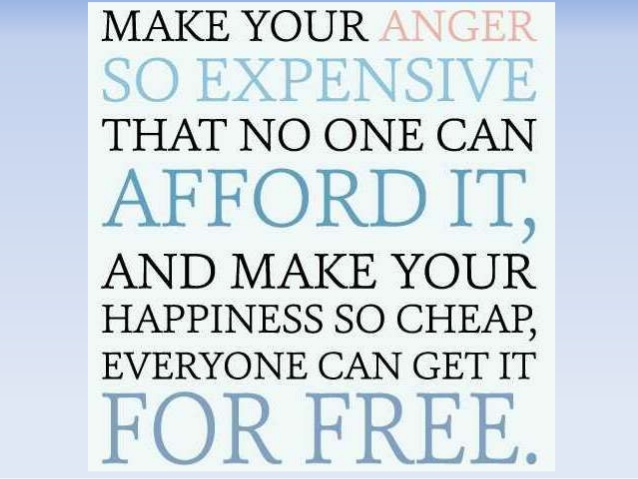 MAKE YOUR ANGER
SO EXPENSIVE
THAT NO ONE CAN
AFFORD IT,
AND MAKE YOUR
HAPPINESS SO CHEAP,
EVERYONE CAN GET IT
FOR FREE.